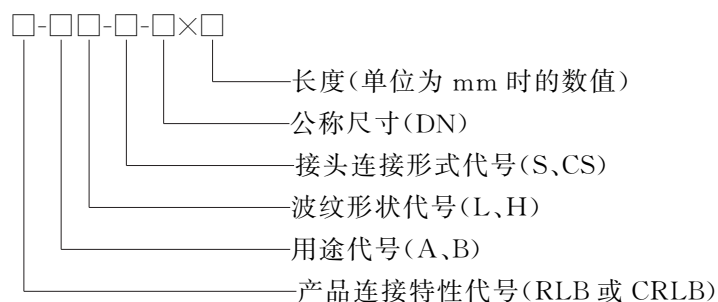 □-□□-□-□×□
长度(单位为 mm 时的数值)
公称尺寸(DN)
接头连接形式代号(S、CS)
波纹形状代号(L、H)
用途代号(A、B)
产品连接特性代号(RLB 或 CRLB)